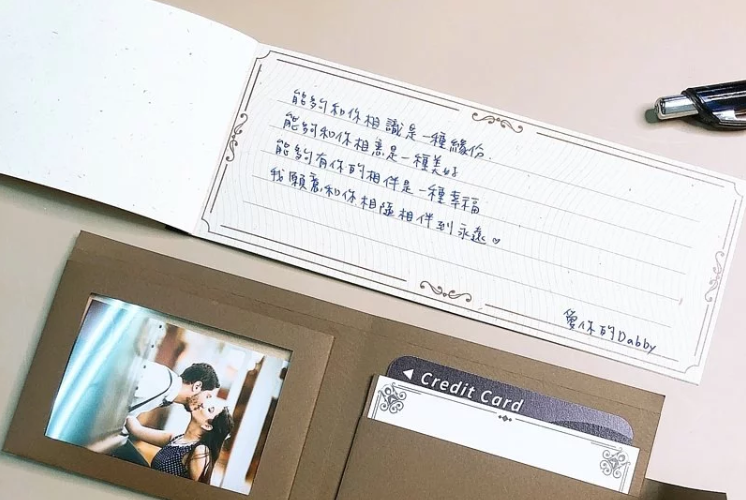 能夠和你相識是一種緣份.
能夠和你相惠是一種美好
能夠有你的相伴是一種幸福
我願意和你相隨相伴到永遠♡
愛你的Dabby
Credit Card